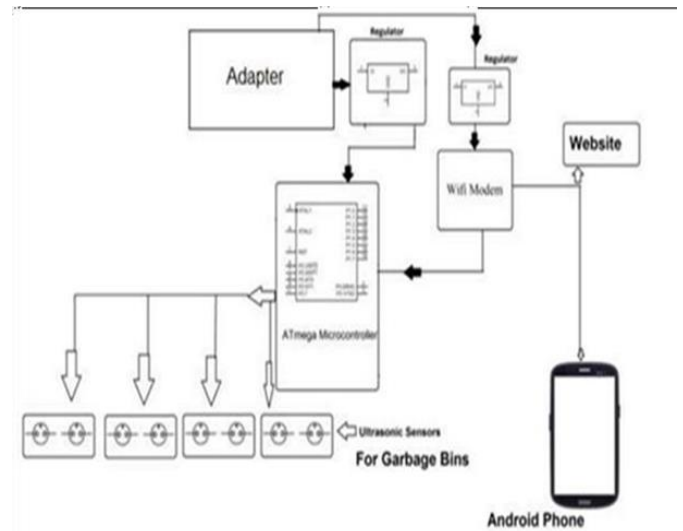 Regulator
Adapter
Regulator
Website
Wifi Modem
ATmega Microcontroller
Ultrasonic Sensors
For Garbage Bins
Android Phone